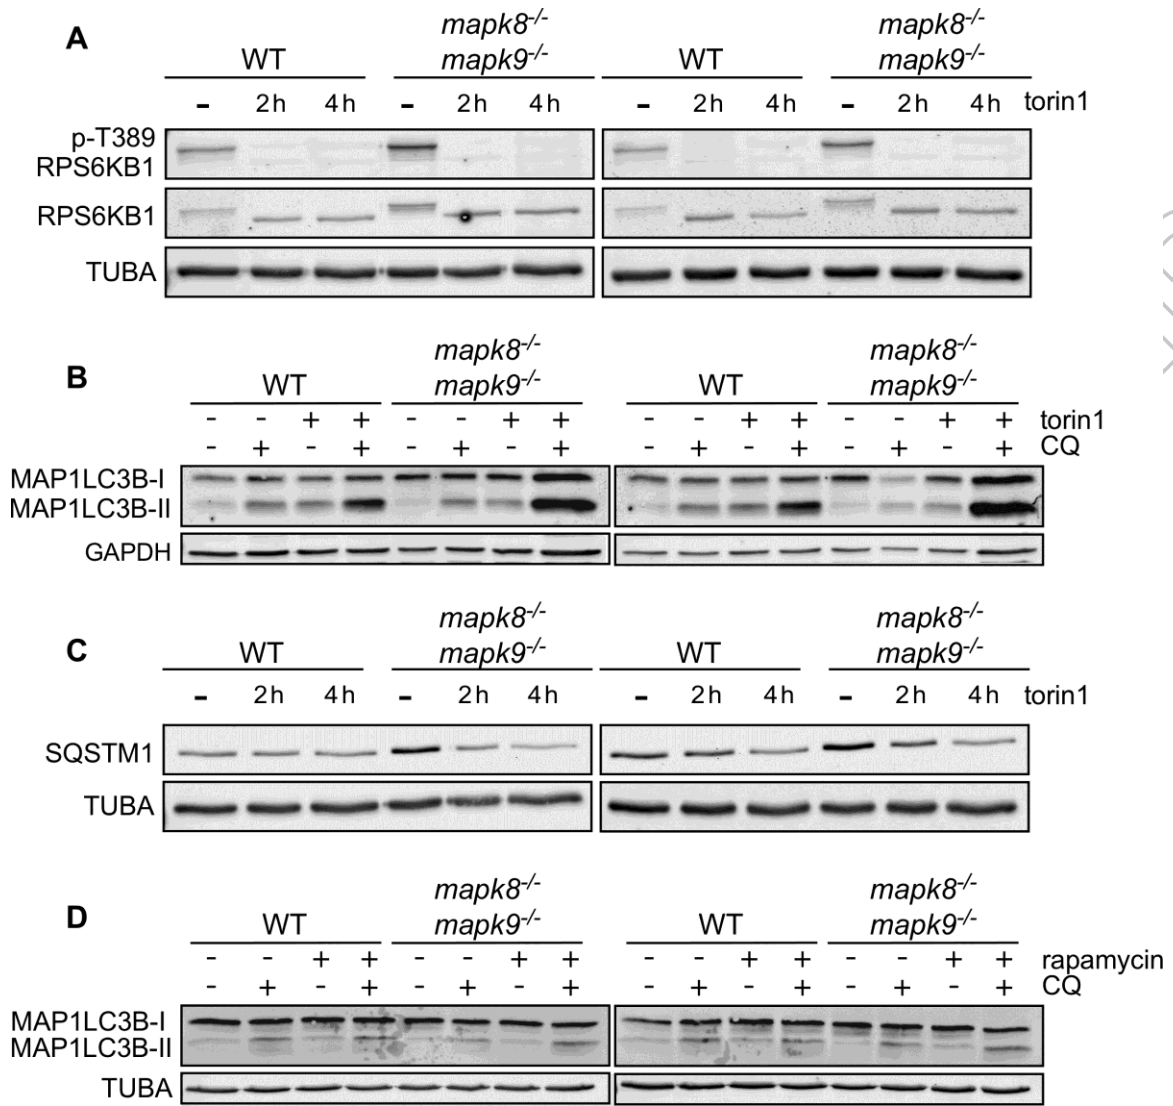 A
WT
mapk8-/-
mapk9-/-
WT
mapk8-/-
mapk9-/-
– 2h 4h – 2h 4h – 2h 4h – 2h 4h torin1
p-T389
RPS6KB1
RPS6KB1
TUBA
B
WT
mapk8-/-
mapk9-/-
WT
mapk8-/-
mapk9-/-
- - + + - - + + - - + + - - + + torin1
- + - + - + - + - + - + - + - + CQ
MAP1LC3B-I
MAP1LC3B-II
GAPDH
C
WT
mapk8-/-
mapk9-/-
WT
mapk8-/-
mapk9-/-
– 2h 4h – 2h 4h – 2h 4h – 2h 4h torin1
SQSTM1
TUBA
D
WT
mapk8-/-
mapk9-/-
WT
mapk8-/-
mapk9-/-
- - + + - - + + - - + + - - + + rapamycin
- + - + - + - + - + - + - + - + CQ
MAP1LC3B-I
MAP1LC3B-II
TUBA